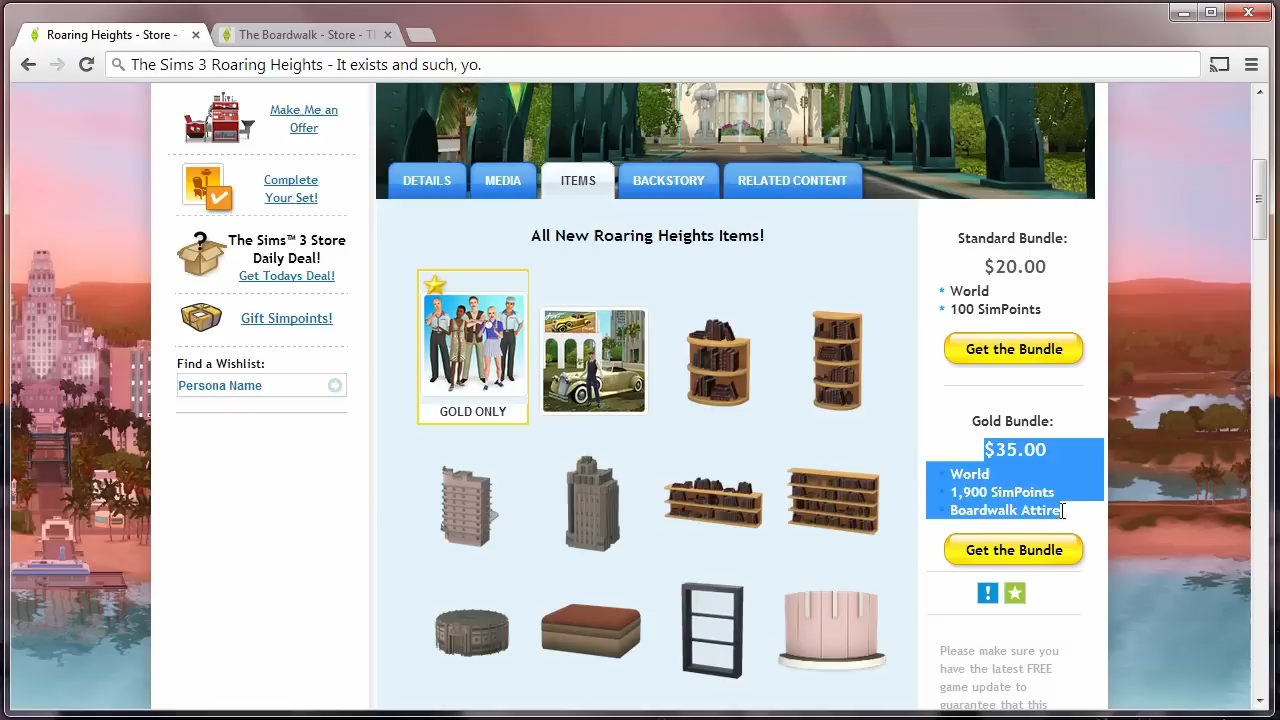 Roaring Heights - Store -
The Boardwalk - Store - Th
The Sims 3 Roaring Heights - It exists and such, yo.
Make Me an
Offer
Complete
Your Set!
The Sims™ 3 Store
Daily Deal!
Get Todays Deal!
Gift Simpoints!
Find a Wishlist:
Persona Name
DETAILS
MEDIA
ITEMS
BACKSTORY
RELATED CONTENT
All New Roaring Heights Items!
GOLD ONLY
Standard Bundle:
$20.00
* World
* 100 SimPoints
Get the Bundle
Gold Bundle:
$35.00
* World
* 1,900 SimPoints
* Boardwalk Attire
Get the Bundle
Please make sure you
have the latest FREE
game update to
guarantee that this